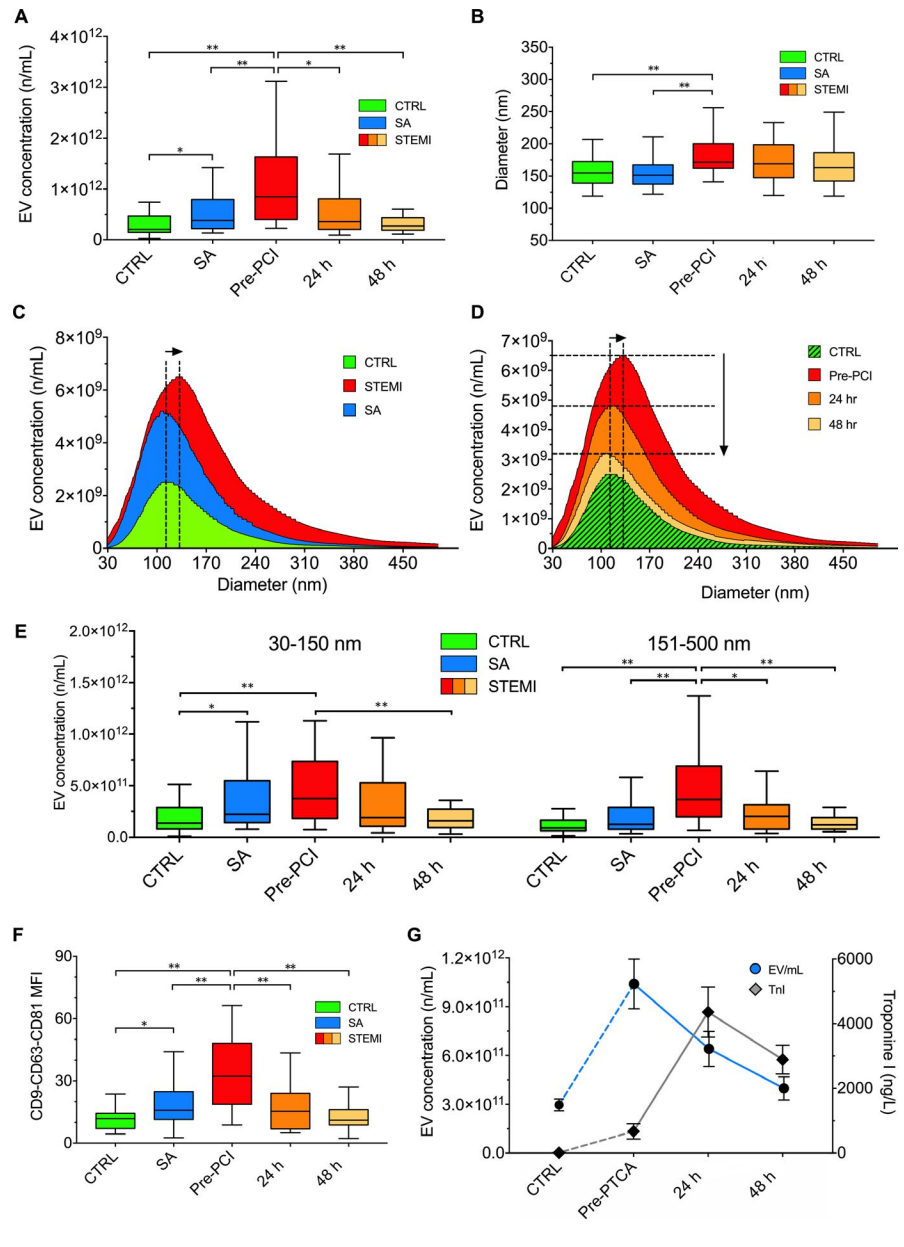 A
EV concentration (n/mL)
4×10¹²
3×10¹²
2×10¹²
1×10¹²
0
** **
** *
*
CTRL
SA
STEMI
CTRL
SA
Pre-PCI
24 h
48 h
B
Diameter (nm)
350
300
250
200
150
100
50
**
**
CTRL
SA
STEMI
CTRL
SA
Pre-PCI
24 h
48 h
C
EV concentration (n/mL)
8×10⁹
6×10⁹
4×10⁹
2×10⁹
0
30 100 170 240 310 380 450
Diameter (nm)
CTRL
STEMI
SA
D
EV concentration (n/mL)
7×10⁹
6×10⁹
5×10⁹
4×10⁹
3×10⁹
2×10⁹
1×10⁹
0
30 100 170 240 310 380 450
Diameter (nm)
CTRL
Pre-PCI
24 hr
48 hr
E
EV concentration (n/mL)
2.0×10¹²
1.5×10¹²
1.0×10¹²
5.0×10¹¹
0.0
30-150 nm
151-500 nm
CTRL
SA
STEMI
**
*
**
** **
** *
CTRL
SA
Pre-PCI
24 h
48 h
CTRL
SA
Pre-PCI
24 h
48 h
F
CD9-CD63-CD81 MFI
90
60
30
0
** **
** **
*
CTRL
SA
STEMI
CTRL
SA
Pre-PCI
24 h
48 h
G
EV concentration (n/mL)
1.2×10¹²
9.0×10¹¹
6.0×10¹¹
3.0×10¹¹
0.0
EV/mL
TnI
6000
4000
2000
0
Troponine I (ng/L)
CTRL
Pre-PTCA
24 h
48 h